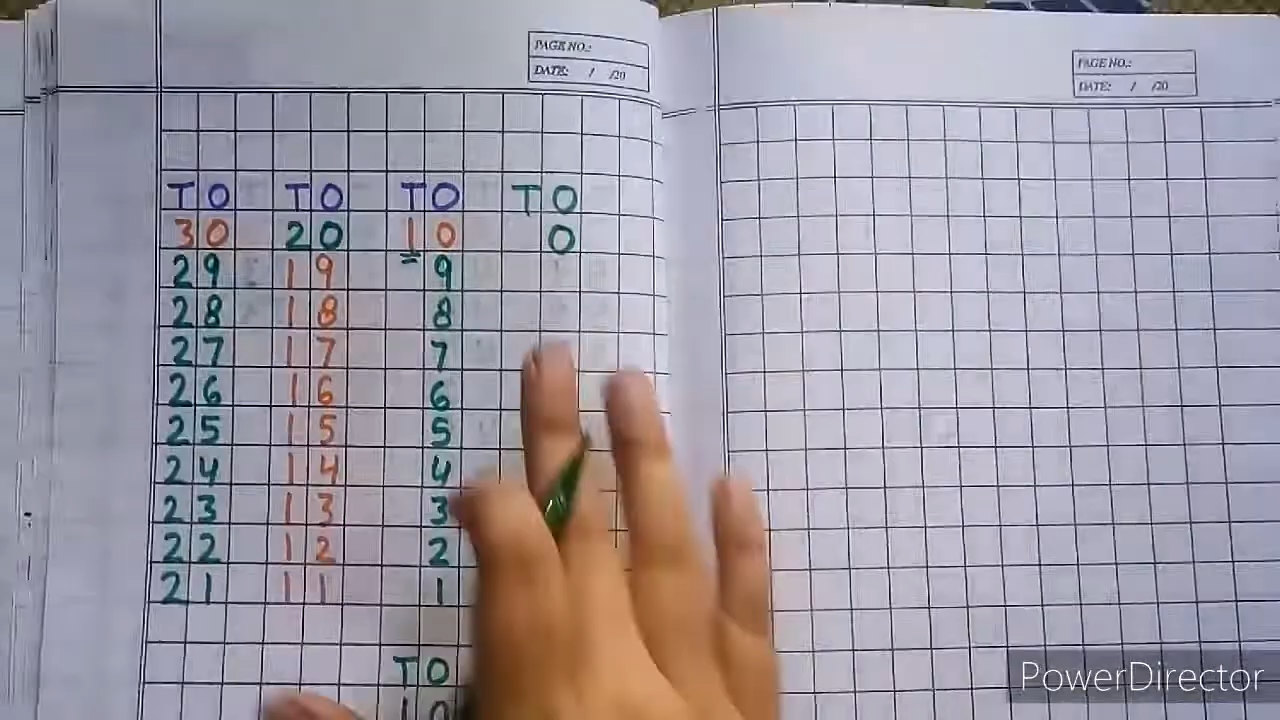 PAGE NO.:
DATE: / /20
PAGE NO.:
DATE: / /20
TO TO TO TO
30 20 10 0
29 19 9
28 18 8
27 17 7
26 16 6
25 15 5
24 14 4
23 13 3
22 12 2
21 11 1
TO
10
PowerDirector